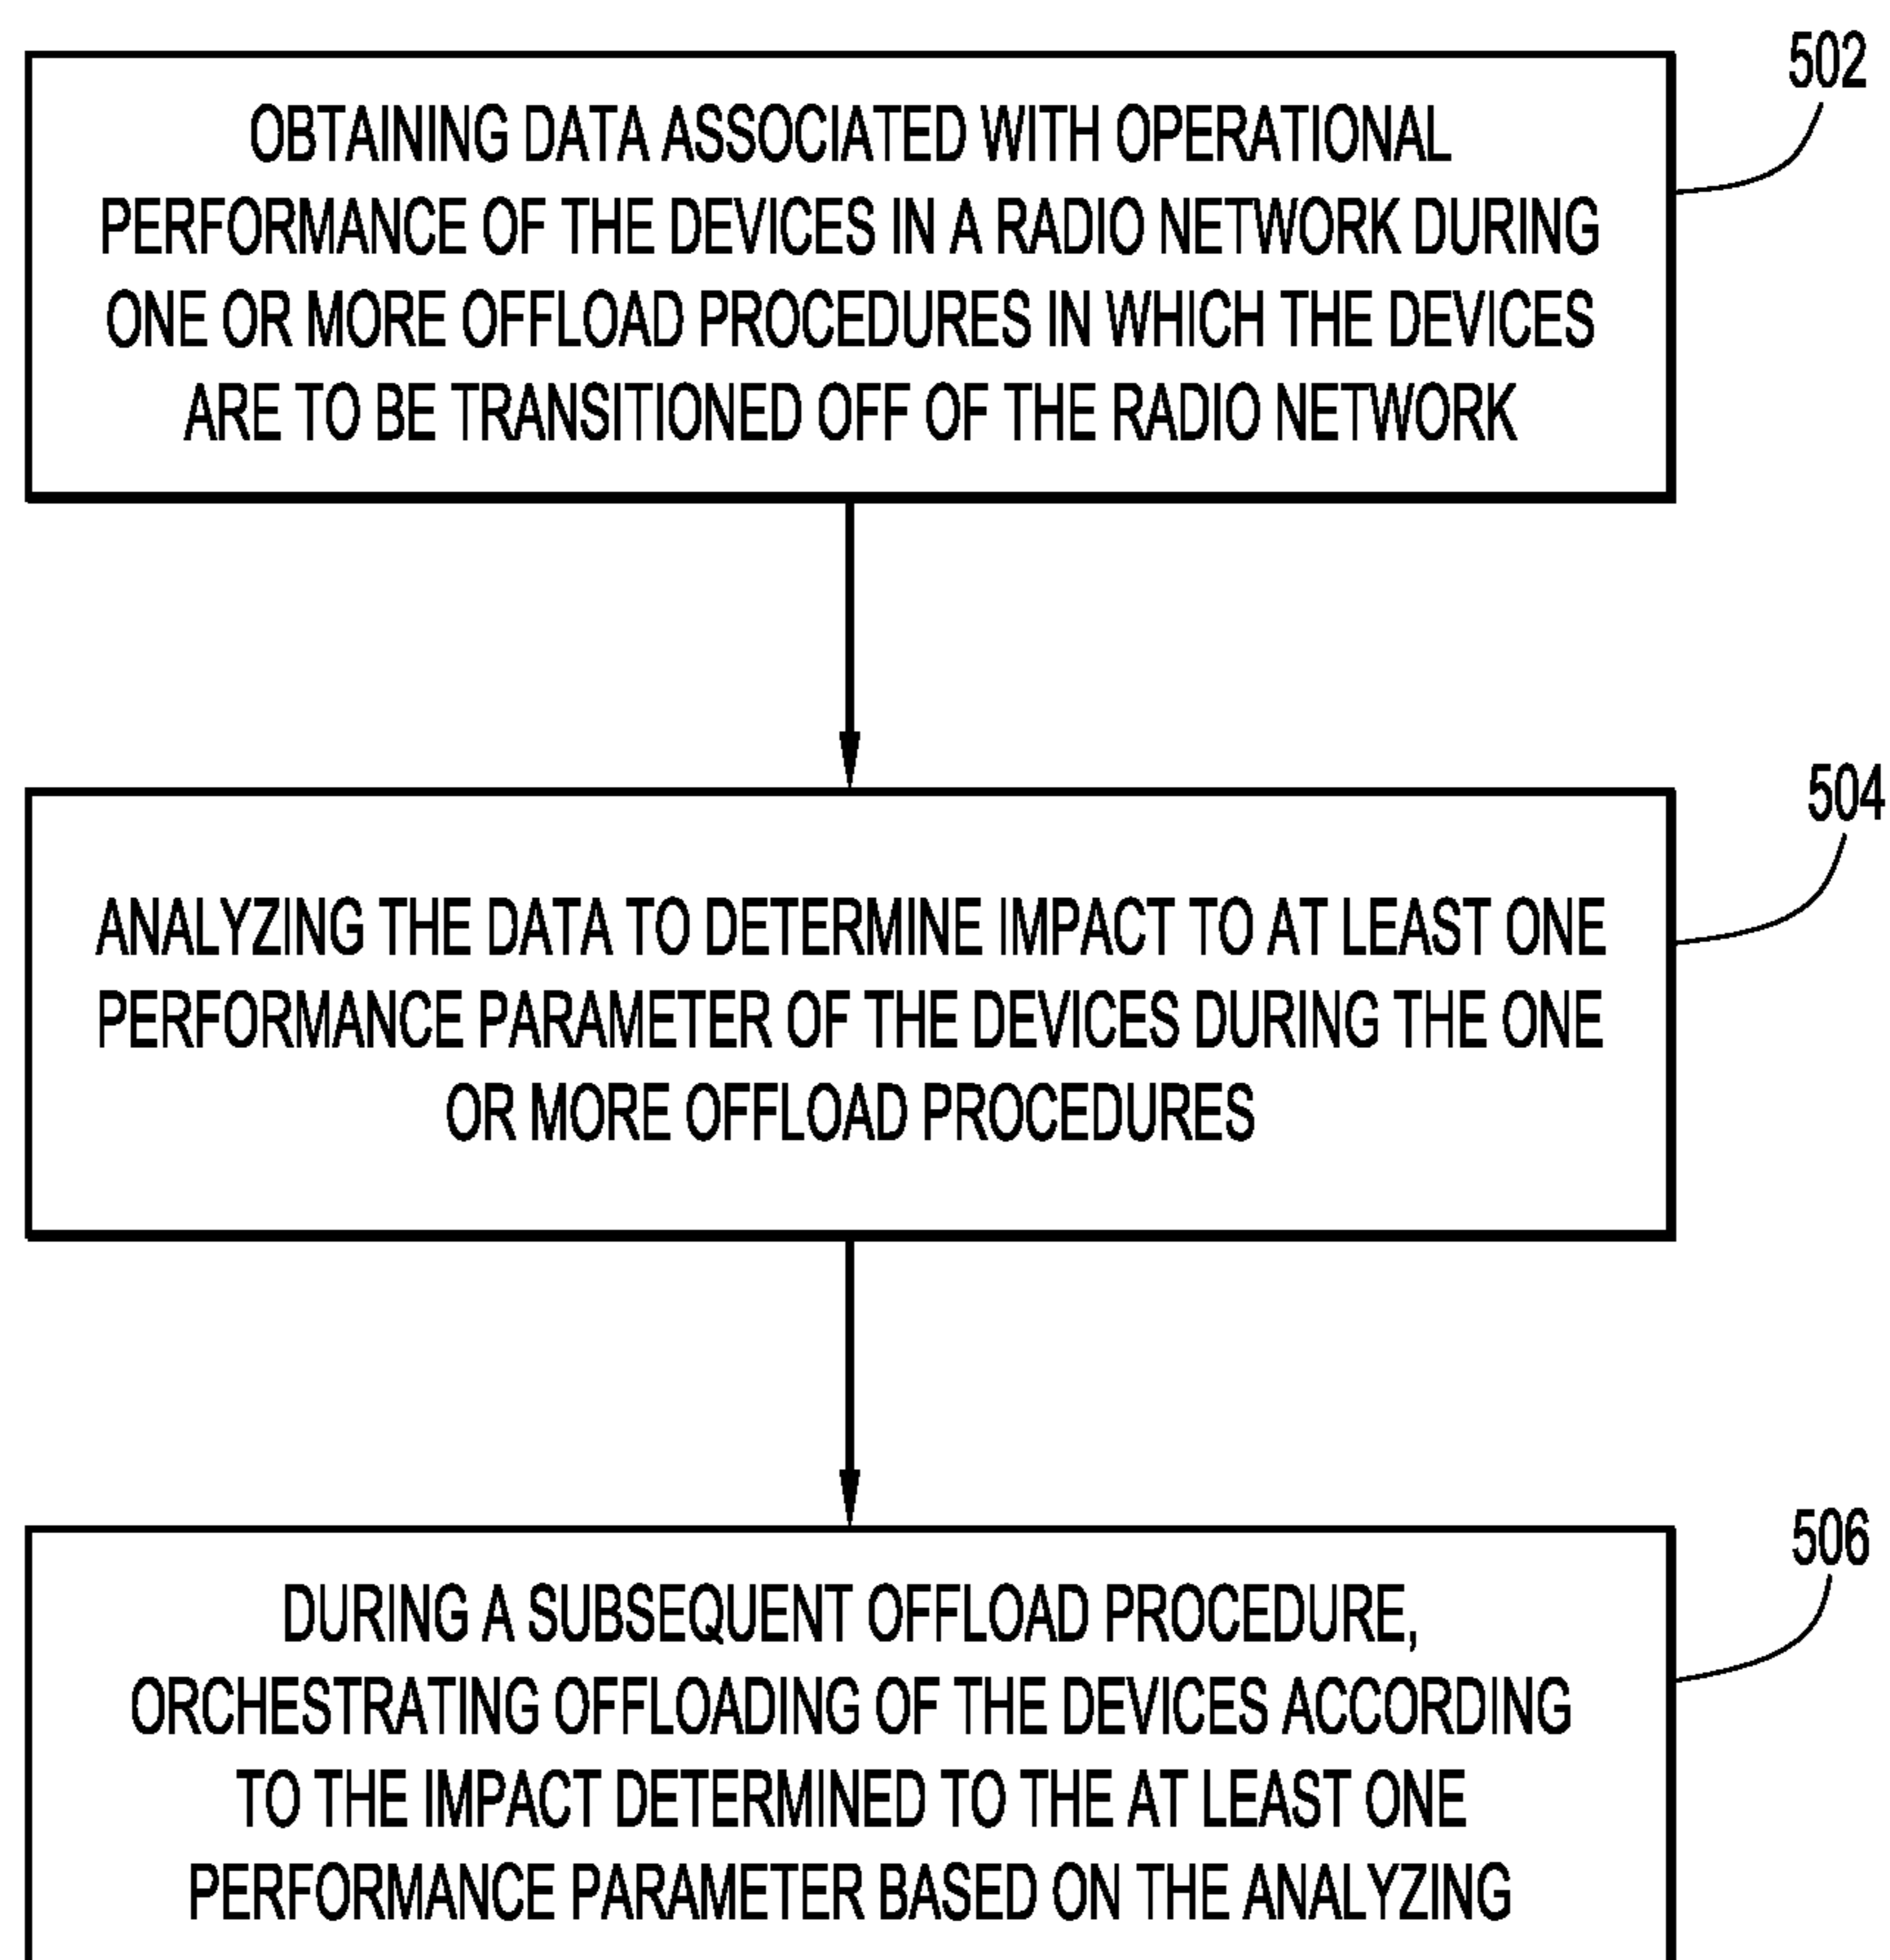 502
OBTAINING DATA ASSOCIATED WITH OPERATIONAL
PERFORMANCE OF THE DEVICES IN A RADIO NETWORK DURING
ONE OR MORE OFFLOAD PROCEDURES IN WHICH THE DEVICES
ARE TO BE TRANSITIONED OFF OF THE RADIO NETWORK
504
ANALYZING THE DATA TO DETERMINE IMPACT TO AT LEAST ONE
PERFORMANCE PARAMETER OF THE DEVICES DURING THE ONE
OR MORE OFFLOAD PROCEDURES
506
DURING A SUBSEQUENT OFFLOAD PROCEDURE,
ORCHESTRATING OFFLOADING OF THE DEVICES ACCORDING
TO THE IMPACT DETERMINED TO THE AT LEAST ONE
PERFORMANCE PARAMETER BASED ON THE ANALYZING